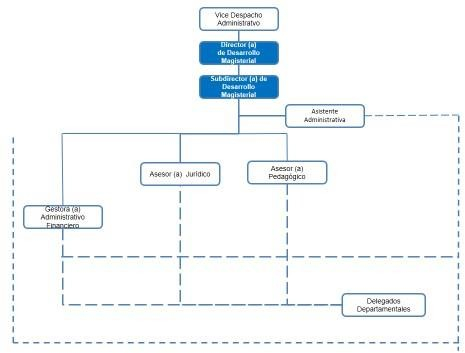 Vice Despacho
Administratvo
Director (a)
de Desarrollo
Magisterial
Subdirector (a) de
Desarrollo
Magisterial
Asistente
Administrativa
Asesor (a) Jurídico
Asesor (a)
Pedagógico
Gestora (a)
Administrativo
Financiero
Delegados
Departamentales